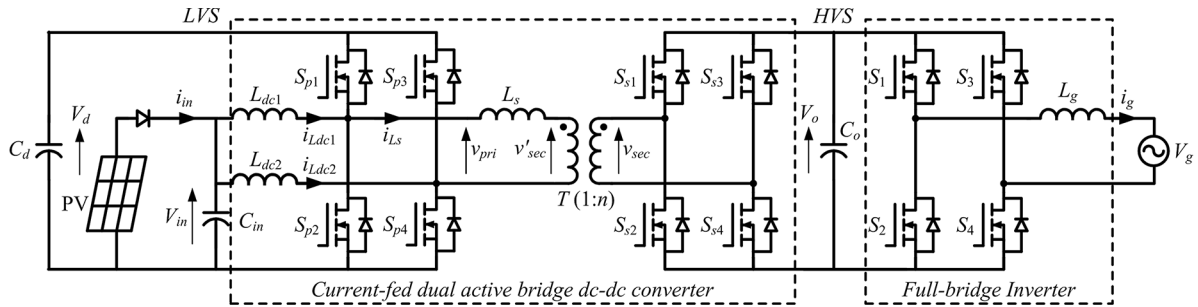 LVS
HVS
S_p1
S_p3
S_s1
S_s3
S_1
S_3
L_dc1
L_s
L_g
i_in
i_g
V_d
i_Ldc1
i_Ls
V_o
C_d
C_o
v_pri
v'_sec
v_sec
V_g
L_dc2
i_Ldc2
PV
T (1:n)
V_in
C_in
S_p2
S_p4
S_s2
S_s4
S_2
S_4
Current-fed dual active bridge dc-dc converter
Full-bridge Inverter